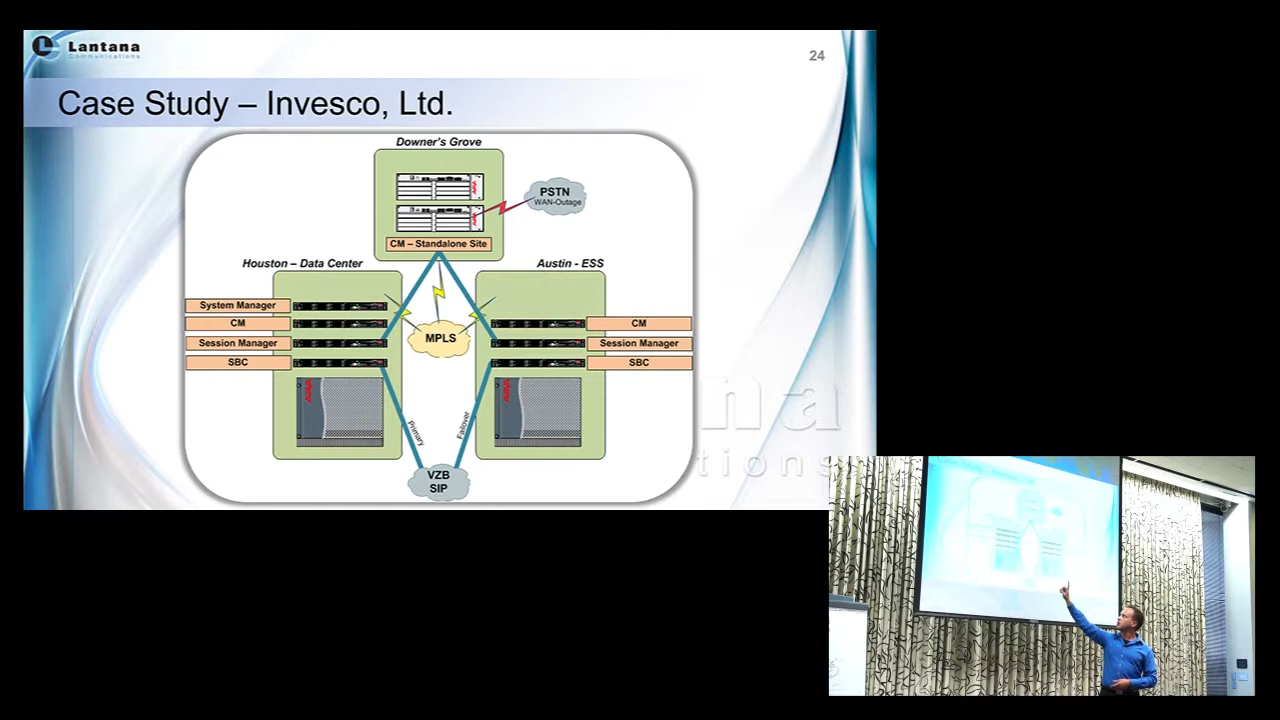 Lantana
Communications
24
Case Study – Invesco, Ltd.
Downer's Grove
PSTN
WAN-Outage
CM – Standalone Site
Houston – Data Center
Austin - ESS
System Manager
CM
CM
Session Manager
MPLS
Session Manager
SBC
SBC
Primary
Failover
VZB
SIP